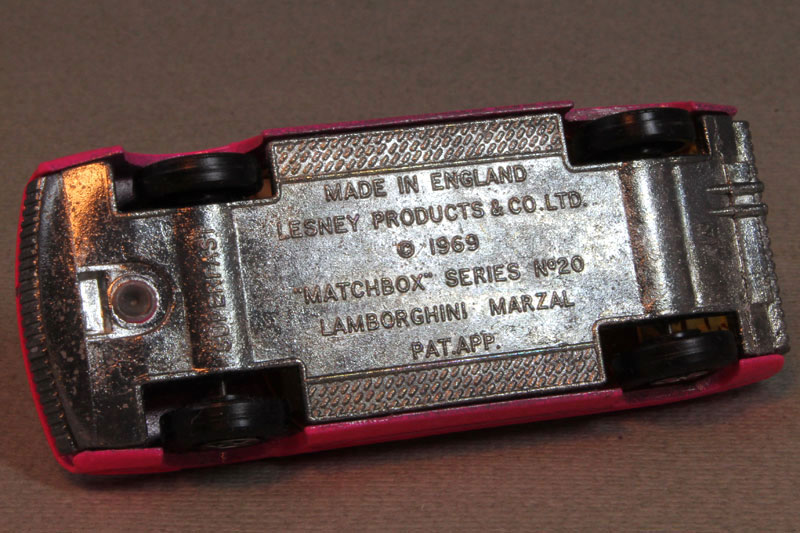 MADE IN ENGLAND
LESNEY PRODUCTS & CO. LTD.
© 1969
"MATCHBOX" SERIES Nº20
LAMBORGHINI MARZAL
PAT. APP.
SUPERFAST